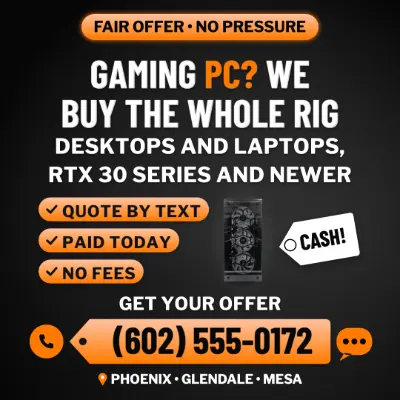 FAIR OFFER • NO PRESSURE
GAMING PC? WE
BUY THE WHOLE RIG
DESKTOPS AND LAPTOPS,
RTX 30 SERIES AND NEWER
QUOTE BY TEXT
PAID TODAY
NO FEES
CASH!
GET YOUR OFFER
(602) 555-0172
PHOENIX • GLENDALE • MESA